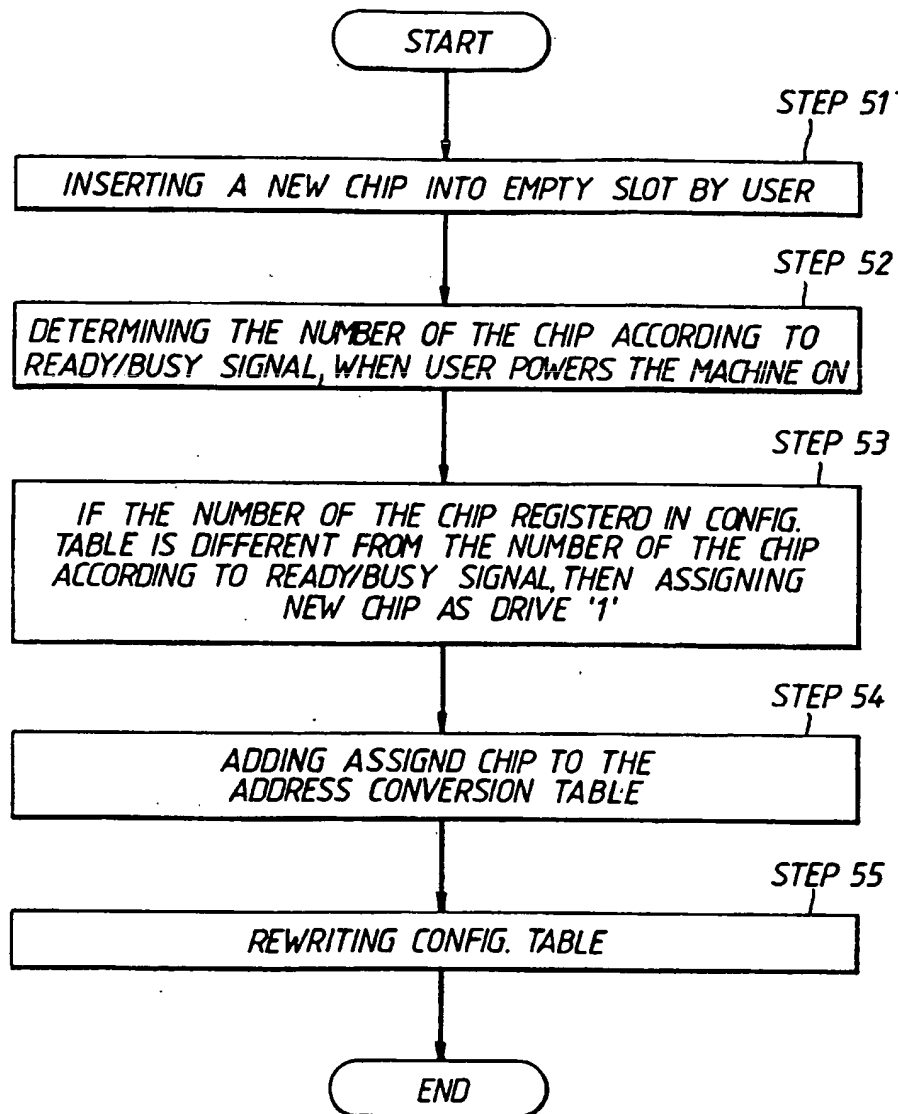 START
STEP 51
INSERTING A NEW CHIP INTO EMPTY SLOT BY USER
STEP 52
DETERMINING THE NUMBER OF THE CHIP ACCORDING TO
READY/BUSY SIGNAL, WHEN USER POWERS THE MACHINE ON
STEP 53
IF THE NUMBER OF THE CHIP REGISTERD IN CONFIG.
TABLE IS DIFFERENT FROM THE NUMBER OF THE CHIP
ACCORDING TO READY/BUSY SIGNAL, THEN ASSIGNING
NEW CHIP AS DRIVE '1'
STEP 54
ADDING ASSIGND CHIP TO THE
ADDRESS CONVERSION TABLE
STEP 55
REWRITING CONFIG. TABLE
END